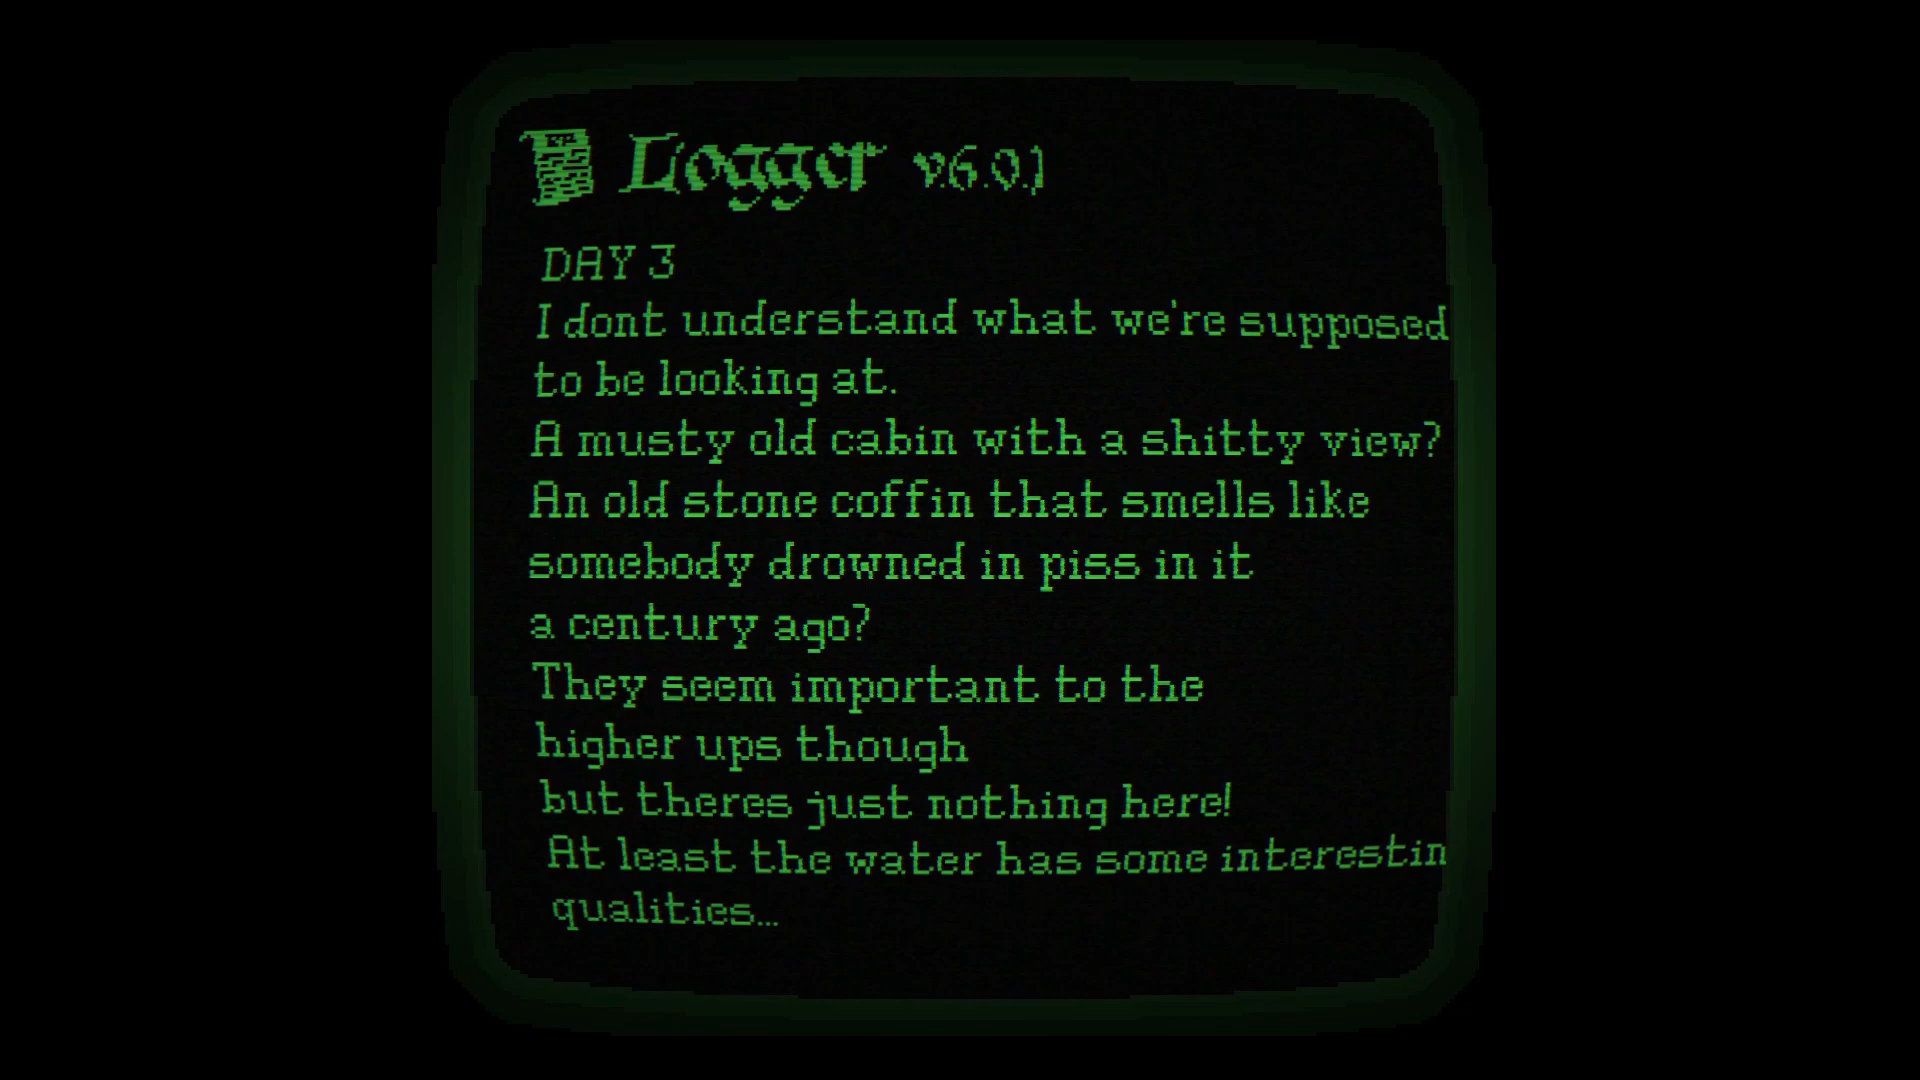 Logger v.6.0.1
DAY 3
I dont understand what we're supposed
to be looking at.
A musty old cabin with a shitty view?
An old stone coffin that smells like
somebody drowned in piss in it
a century ago?
They seem important to the
higher ups though
but theres just nothing here!
At least the water has some interestin
qualities...